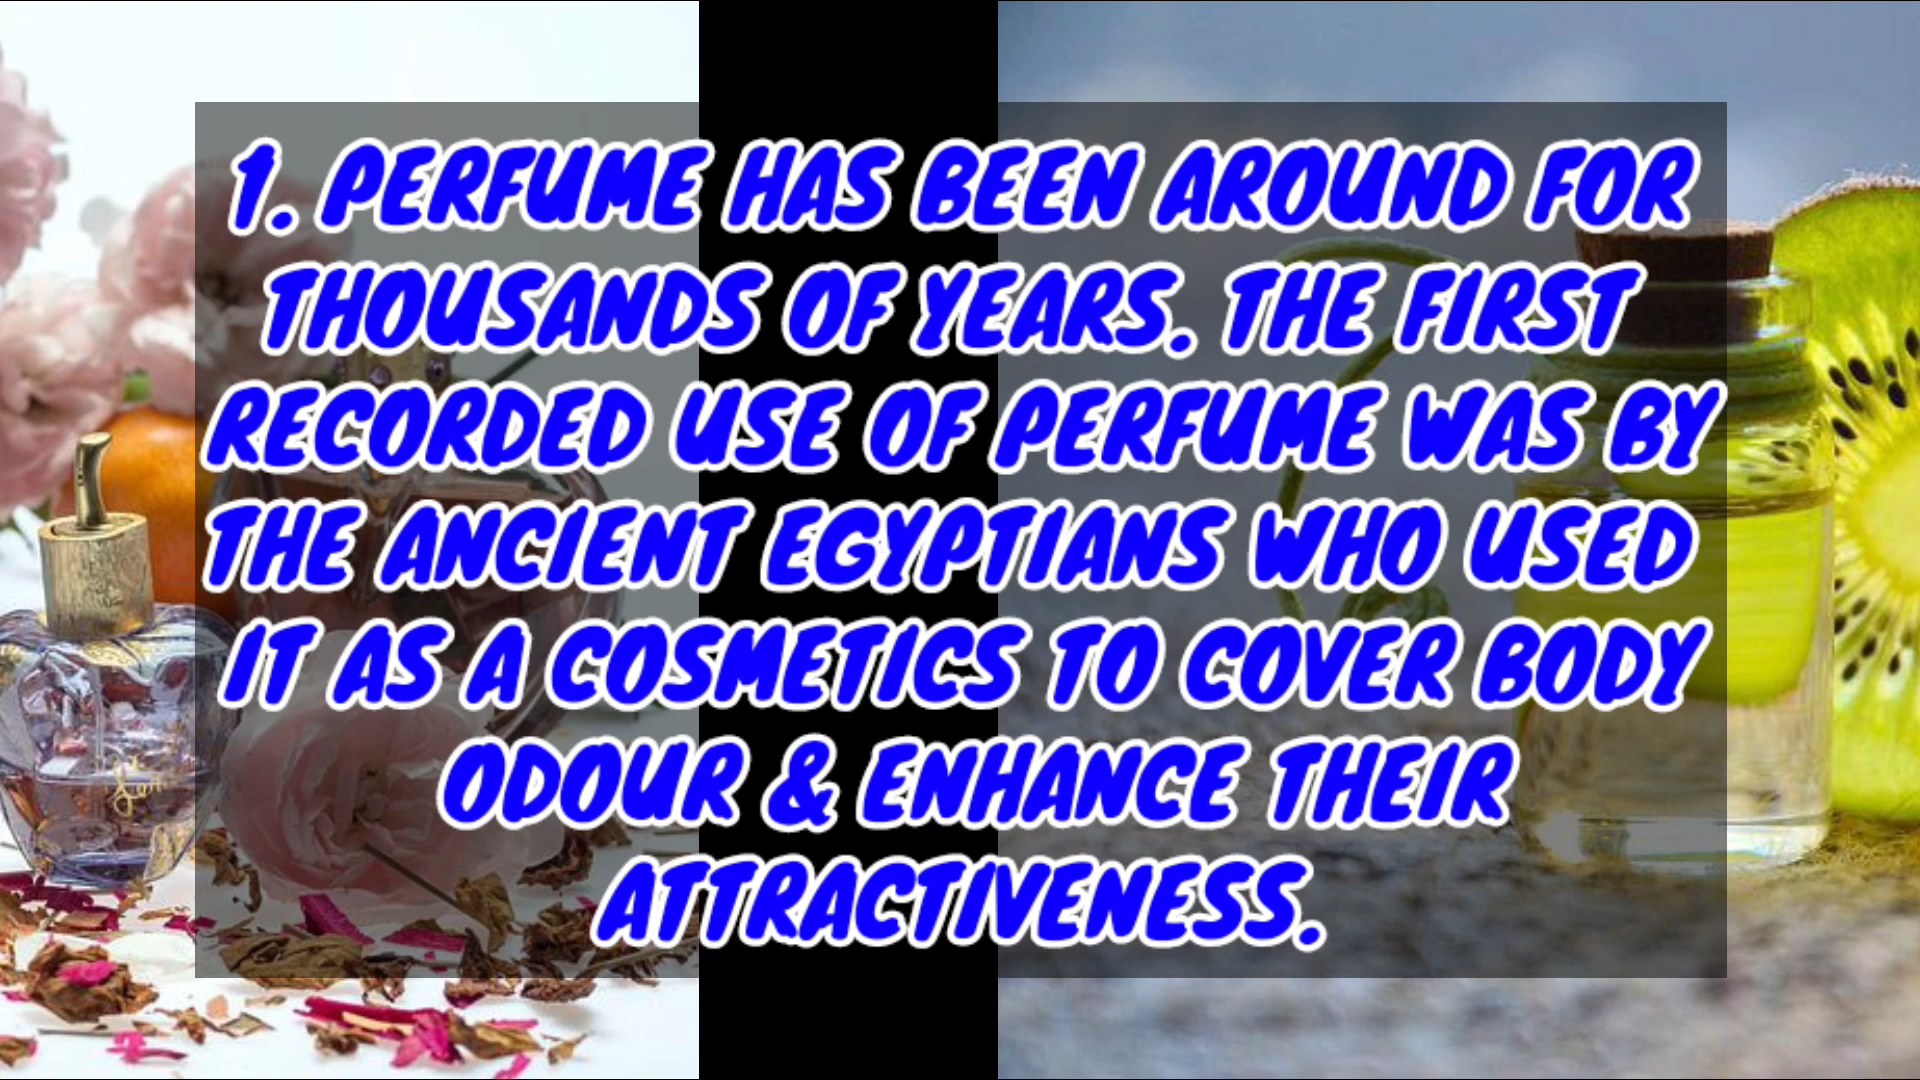 1. PERFUME HAS BEEN AROUND FOR
THOUSANDS OF YEARS. THE FIRST
RECORDED USE OF PERFUME WAS BY
THE ANCIENT EGYPTIANS WHO USED
IT AS A COSMETICS TO COVER BODY
ODOUR & ENHANCE THEIR
ATTRACTIVENESS.